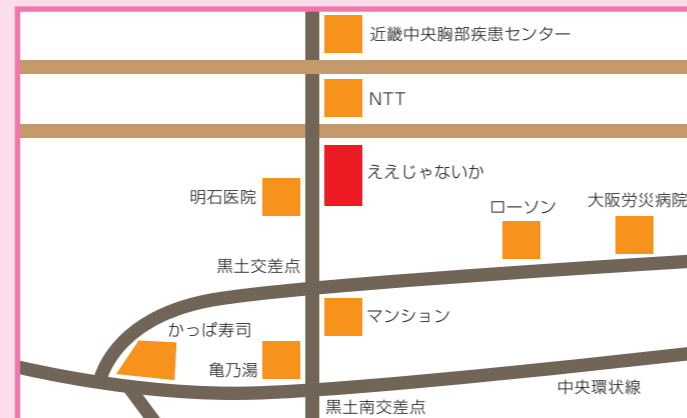 近畿中央胸部疾患センター
NTT
ええじゃないか
明石医院
ローソン
大阪労災病院
黒土交差点
マンション
かっぱ寿司
亀乃湯
中央環状線
黒土南交差点